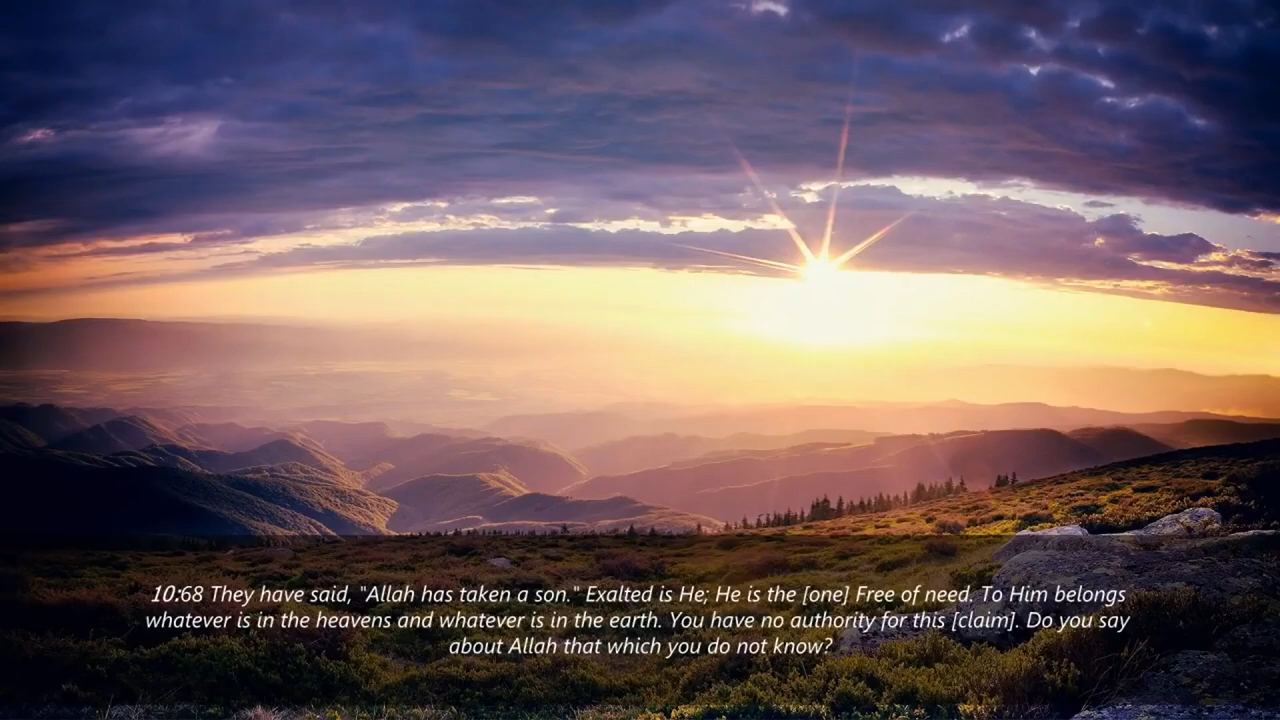 10:68 They have said, "Allah has taken a son." Exalted is He; He is the [one] Free of need. To Him belongs
whatever is in the heavens and whatever is in the earth. You have no authority for this [claim]. Do you say
about Allah that which you do not know?